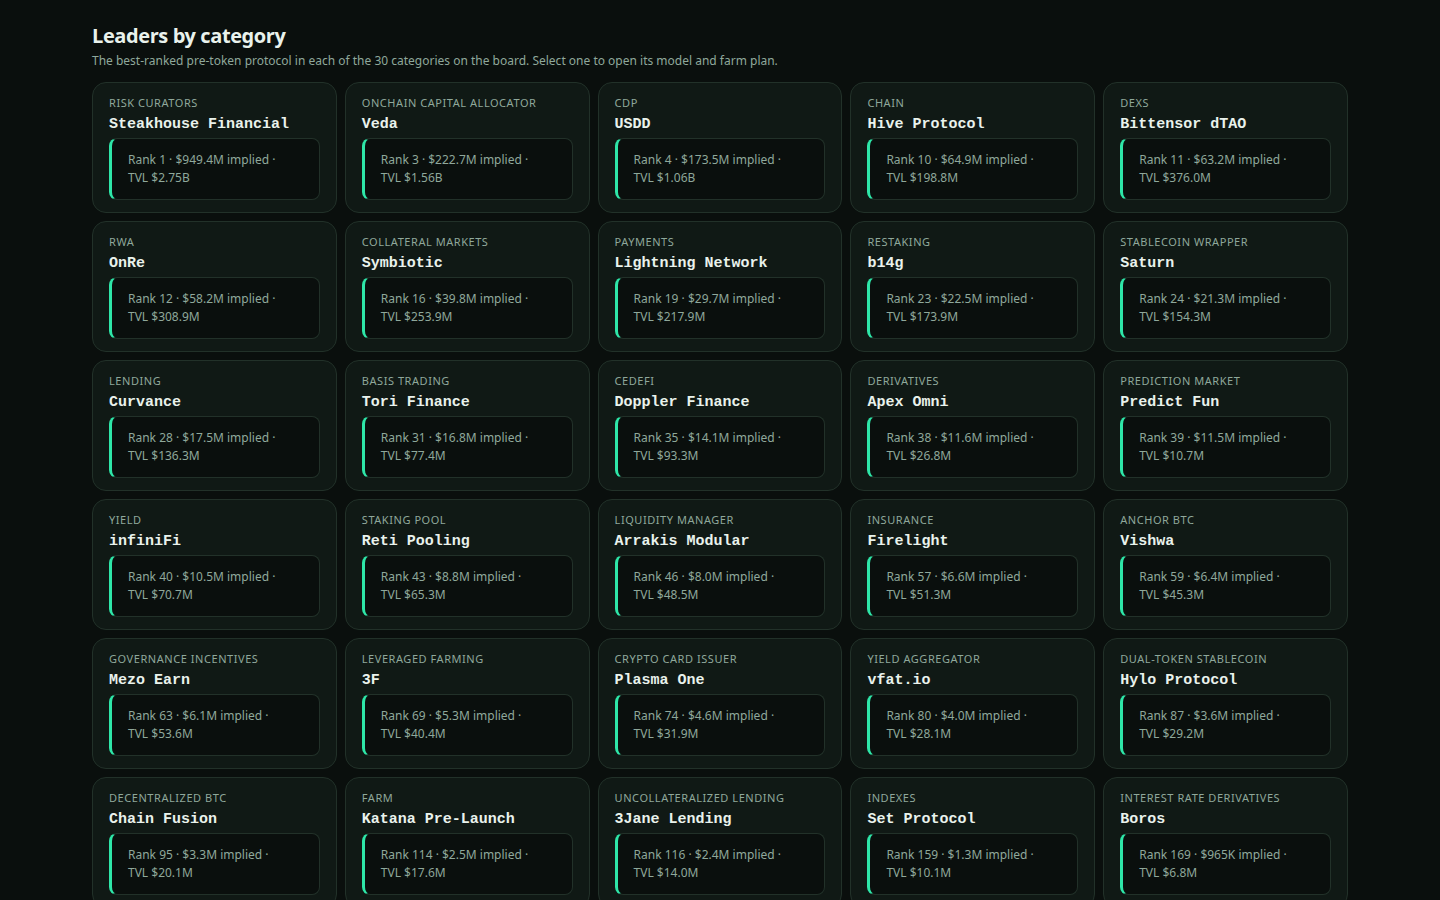 Leaders by category
The best-ranked pre-token protocol in each of the 30 categories on the board. Select one to open its model and farm plan.
RISK CURATORS
Steakhouse Financial
Rank 1 · $949.4M implied ·
TVL $2.75B
ONCHAIN CAPITAL ALLOCATOR
Veda
Rank 3 · $222.7M implied ·
TVL $1.56B
CDP
USDD
Rank 4 · $173.5M implied ·
TVL $1.06B
CHAIN
Hive Protocol
Rank 10 · $64.9M implied ·
TVL $198.8M
DEXS
Bittensor dTAO
Rank 11 · $63.2M implied ·
TVL $376.0M
RWA
OnRe
Rank 12 · $58.2M implied ·
TVL $308.9M
COLLATERAL MARKETS
Symbiotic
Rank 16 · $39.8M implied ·
TVL $253.9M
PAYMENTS
Lightning Network
Rank 19 · $29.7M implied ·
TVL $217.9M
RESTAKING
b14g
Rank 23 · $22.5M implied ·
TVL $173.9M
STABLECOIN WRAPPER
Saturn
Rank 24 · $21.3M implied ·
TVL $154.3M
LENDING
Curvance
Rank 28 · $17.5M implied ·
TVL $136.3M
BASIS TRADING
Tori Finance
Rank 31 · $16.8M implied ·
TVL $77.4M
CEDEFI
Doppler Finance
Rank 35 · $14.1M implied ·
TVL $93.3M
DERIVATIVES
Apex Omni
Rank 38 · $11.6M implied ·
TVL $26.8M
PREDICTION MARKET
Predict Fun
Rank 39 · $11.5M implied ·
TVL $10.7M
YIELD
infiniFi
Rank 40 · $10.5M implied ·
TVL $70.7M
STAKING POOL
Reti Pooling
Rank 43 · $8.8M implied ·
TVL $65.3M
LIQUIDITY MANAGER
Arrakis Modular
Rank 46 · $8.0M implied ·
TVL $48.5M
INSURANCE
Firelight
Rank 57 · $6.6M implied ·
TVL $51.3M
ANCHOR BTC
Vishwa
Rank 59 · $6.4M implied ·
TVL $45.3M
GOVERNANCE INCENTIVES
Mezo Earn
Rank 63 · $6.1M implied ·
TVL $53.6M
LEVERAGED FARMING
3F
Rank 69 · $5.3M implied ·
TVL $40.4M
CRYPTO CARD ISSUER
Plasma One
Rank 74 · $4.6M implied ·
TVL $31.9M
YIELD AGGREGATOR
vfat.io
Rank 80 · $4.0M implied ·
TVL $28.1M
DUAL-TOKEN STABLECOIN
Hylo Protocol
Rank 87 · $3.6M implied ·
TVL $29.2M
DECENTRALIZED BTC
Chain Fusion
Rank 95 · $3.3M implied ·
TVL $20.1M
FARM
Katana Pre-Launch
Rank 114 · $2.5M implied ·
TVL $17.6M
UNCOLLATERALIZED LENDING
3Jane Lending
Rank 116 · $2.4M implied ·
TVL $14.0M
INDEXES
Set Protocol
Rank 159 · $1.3M implied ·
TVL $10.1M
INTEREST RATE DERIVATIVES
Boros
Rank 169 · $965K implied ·
TVL $6.8M